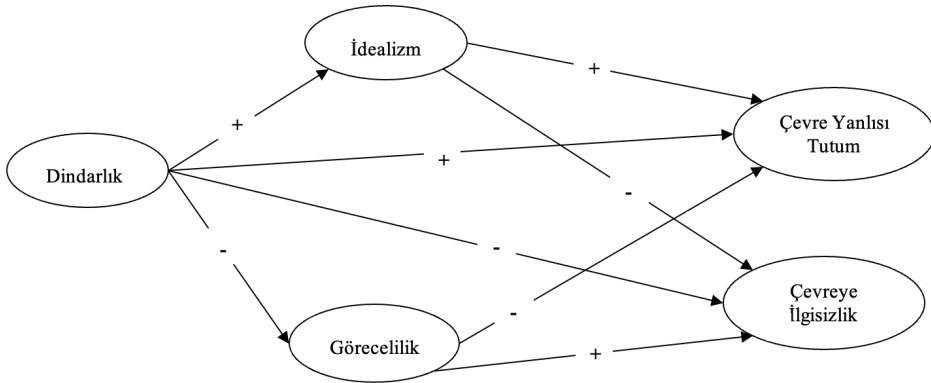 İdealizm
+
Çevre Yanlısı
Tutum
+
+
Dindarlık
-
-
-
Çevreye
İlgisizlik
-
Görecelilik
+